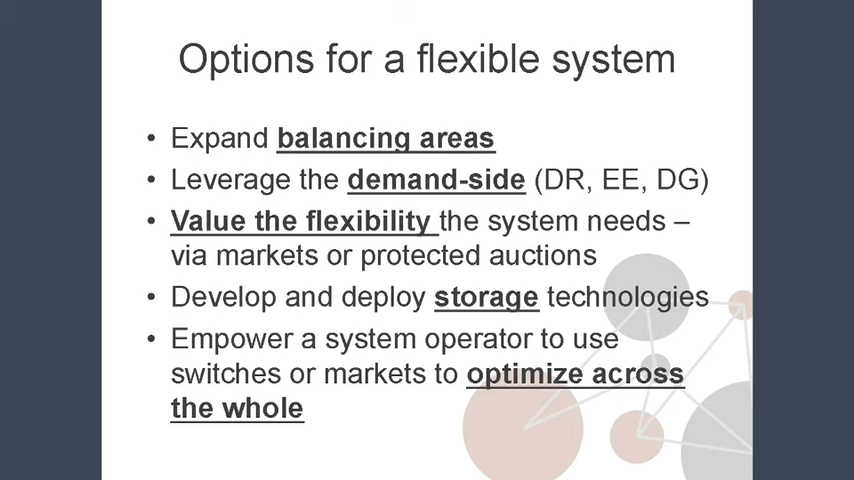 Options for a flexible system
• Expand balancing areas
• Leverage the demand-side (DR, EE, DG)
• Value the flexibility the system needs –
via markets or protected auctions
• Develop and deploy storage technologies
• Empower a system operator to use
switches or markets to optimize across
the whole